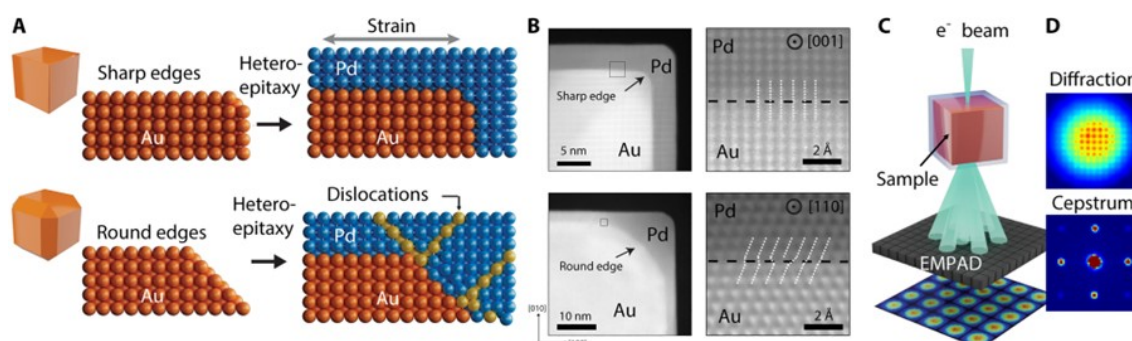 A
Strain
Sharp edges
Hetero-
epitaxy
Pd
Au
Au
Round edges
Hetero-
epitaxy
Dislocations
Pd
Au
Au
[010]
B
Pd
Sharp edge
Au
5 nm
Pd
[001]
Au
2 Å
Pd
Round edge
Au
10 nm
Pd
[110]
Au
2 Å
C
e⁻ beam
Sample
EMPAD
D
Diffraction
Cepstrum